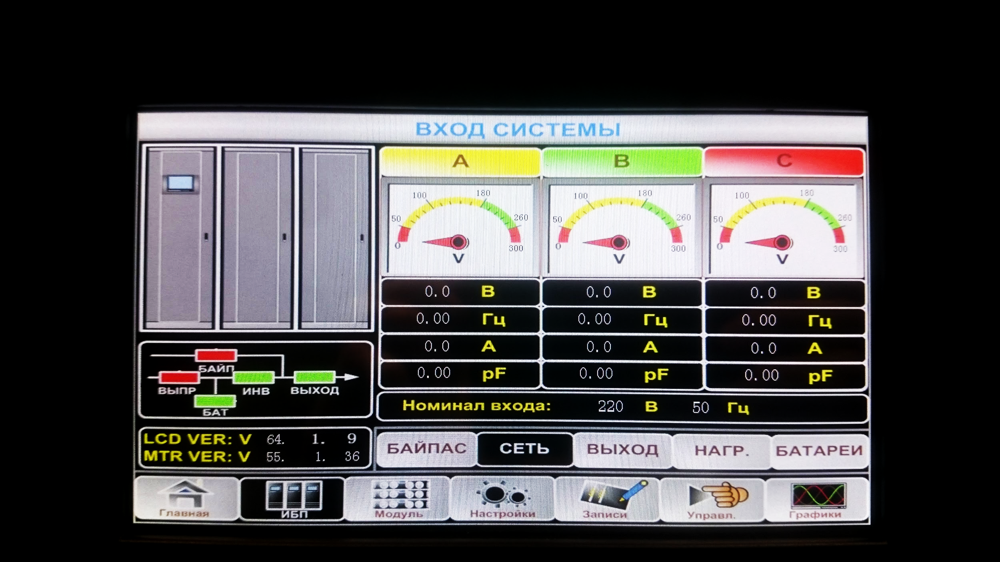 ВХОД СИСТЕМЫ
A B C
0 50 100 180 260 300 V
0 50 100 180 260 300 V
0 50 100 180 260 300 V
0.0 В 0.0 В 0.0 В
0.00 Гц 0.00 Гц 0.00 Гц
0.0 А 0.0 А 0.0 А
0.00 pF 0.00 pF 0.00 pF
Номинал входа: 220 В 50 Гц
БАЙП
ВЫПР ИНВ ВЫХОД
БАТ
LCD VER: V 64. 1. 9
MTR VER: V 55. 1. 36
БАЙПАС СЕТЬ ВЫХОД НАГР. БАТАРЕИ
Главная ИБП Модуль Настройки Записи Управл. Графики